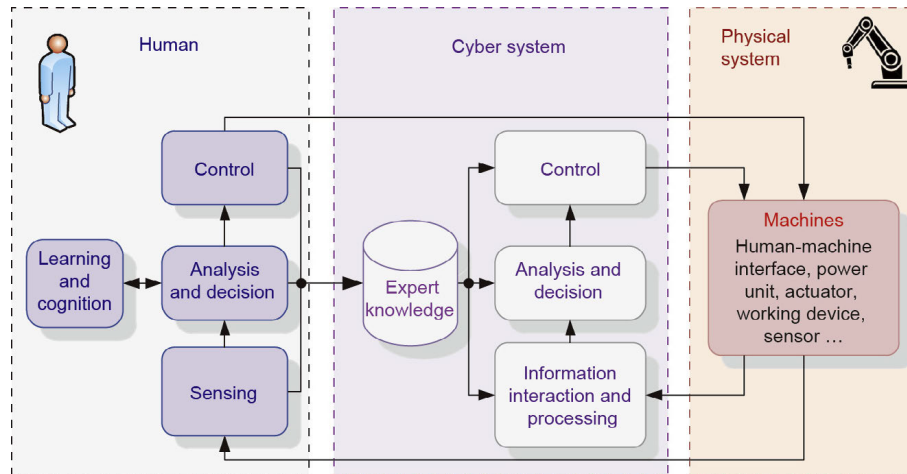 Human
Cyber system
Physical
system
Control
Control
Machines
Human-machine
interface, power
unit, actuator,
working device,
sensor ...
Learning
and
cognition
Analysis
and decision
Expert
knowledge
Analysis and
decision
Sensing
Information
interaction and
processing